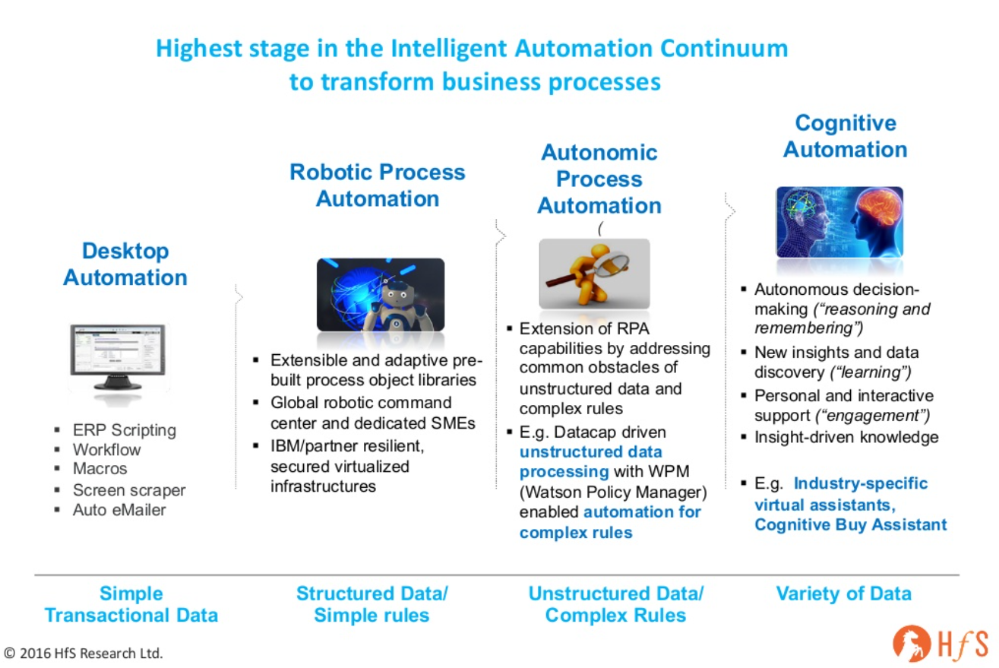 Highest stage in the Intelligent Automation Continuum
to transform business processes
Desktop
Automation
▪ ERP Scripting
▪ Workflow
▪ Macros
▪ Screen scraper
▪ Auto eMailer
Simple
Transactional Data
Robotic Process
Automation
▪ Extensible and adaptive pre-
built process object libraries
▪ Global robotic command
center and dedicated SMEs
▪ IBM/partner resilient,
secured virtualized
infrastructures
Structured Data/
Simple rules
Autonomic
Process
Automation
(
▪ Extension of RPA
capabilities by addressing
common obstacles of
unstructured data and
complex rules
▪ E.g. Datacap driven
unstructured data
processing with WPM
(Watson Policy Manager)
enabled automation for
complex rules
Unstructured Data/
Complex Rules
Cognitive
Automation
▪ Autonomous decision-
making (“reasoning and
remembering”)
▪ New insights and data
discovery (“learning”)
▪ Personal and interactive
support (“engagement”)
▪ Insight-driven knowledge
▪ E.g. Industry-specific
virtual assistants,
Cognitive Buy Assistant
Variety of Data
© 2016 HfS Research Ltd.
HfS